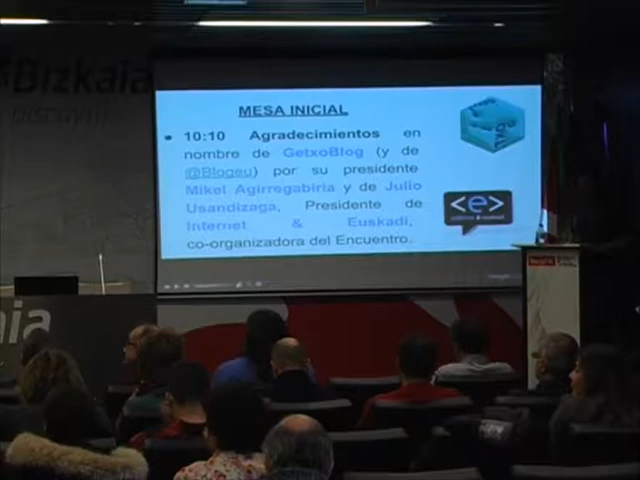 Bizkaia
MESA INICIAL
• 10:10 Agradecimientos en
nombre de GetxoBlog (y de
@Blogeu) por su presidente
Mikel Agirregabiria y de Julio
Usandizaga, Presidente de
Internet & Euskadi,
co-organizadora del Encuentro.
<e>